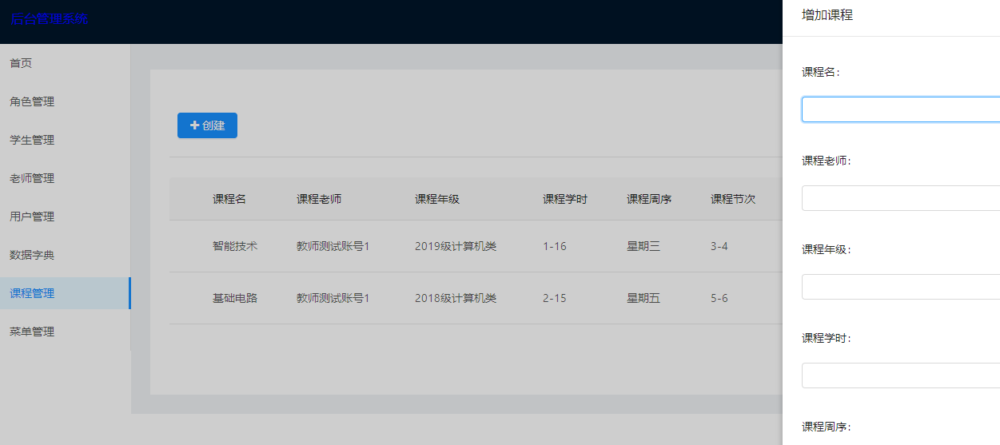 后台管理系统
首页
角色管理
学生管理
老师管理
用户管理
数据字典
课程管理
菜单管理
创建
课程名 课程老师 课程年级 课程学时 课程周序 课程节次
智能技术 教师测试账号1 2019级计算机类 1-16 星期三 3-4
基础电路 教师测试账号1 2018级计算机类 2-15 星期五 5-6
增加课程
课程名：
课程老师：
课程年级：
课程学时：
课程周序：